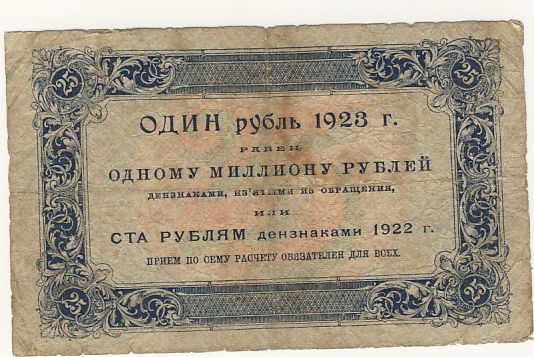 25 25
ОДИН рубль 1923 г.
РАВЕН
ОДНОМУ МИЛЛИОНУ РУБЛЕЙ
ДЕНЗНАКАМИ, ИЗ'ЯТЫМИ ИЗ ОБРАЩЕНИЯ,
ИЛИ
СТА РУБЛЯМ дензнаками 1922 г.
ПРИЕМ ПО СЕМУ РАСЧЕТУ ОБЯЗАТЕЛЕН ДЛЯ ВСЕХ.
25 25